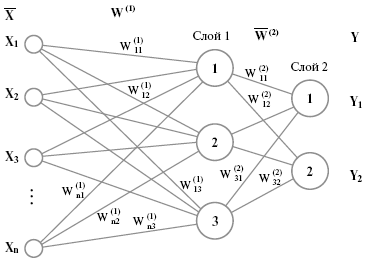 X̅ W⁽¹⁾ Слой 1 W̅⁽²⁾ Y
X₁ W₁₁⁽¹⁾ 1 W₁₁⁽²⁾ Слой 2
X₂ W₁₂⁽¹⁾ W₁₂⁽²⁾ 1 Y₁
X₃ 2 2 Y₂
⋮ Wₙ₁⁽¹⁾ W₁₃⁽¹⁾ W₃₁⁽²⁾ W₃₂⁽²⁾
Wₙ₂⁽¹⁾ Wₙ₃⁽¹⁾ 3
Xₙ